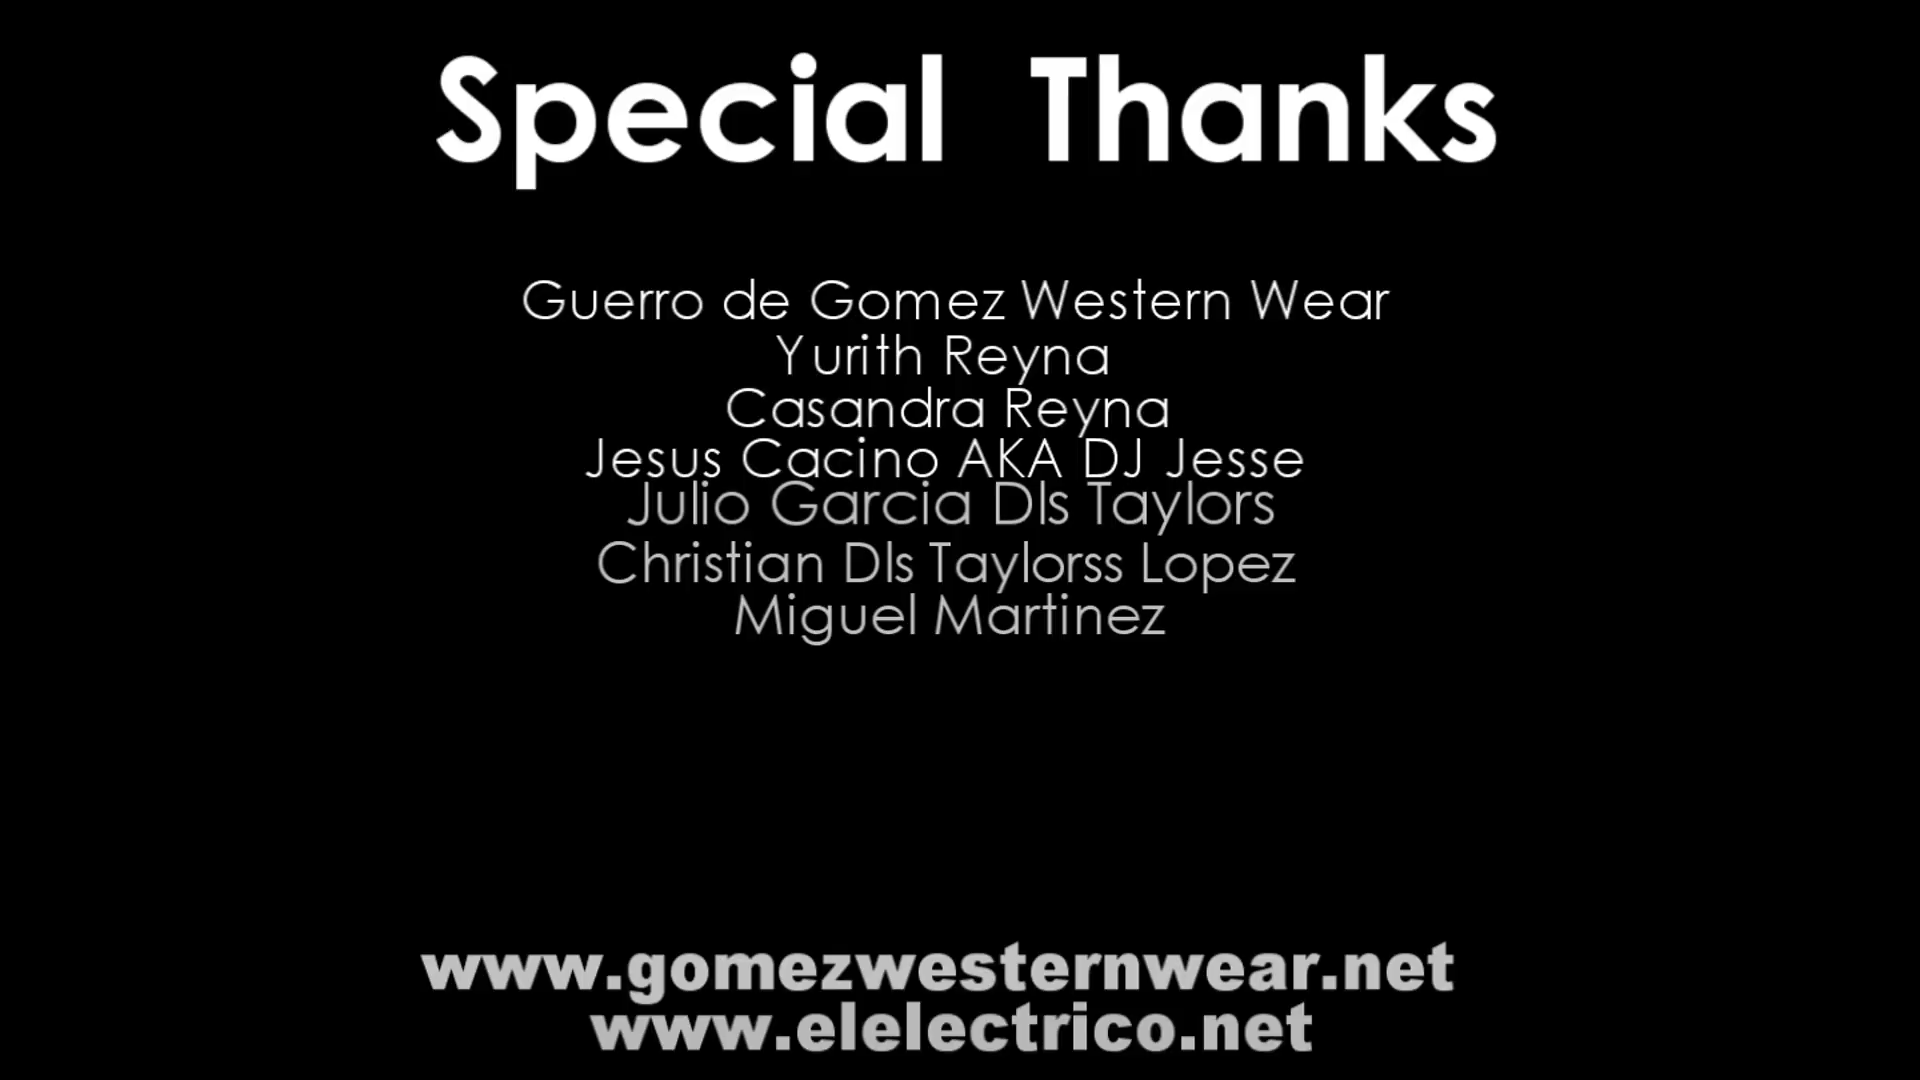 Special Thanks
Guerro de Gomez Western Wear
Yurith Reyna
Casandra Reyna
Jesus Cacino AKA DJ Jesse
Julio Garcia Dls Taylors
Christian Dls Taylorss Lopez
Miguel Martinez
www.gomezwesternwear.net
www.elelectrico.net